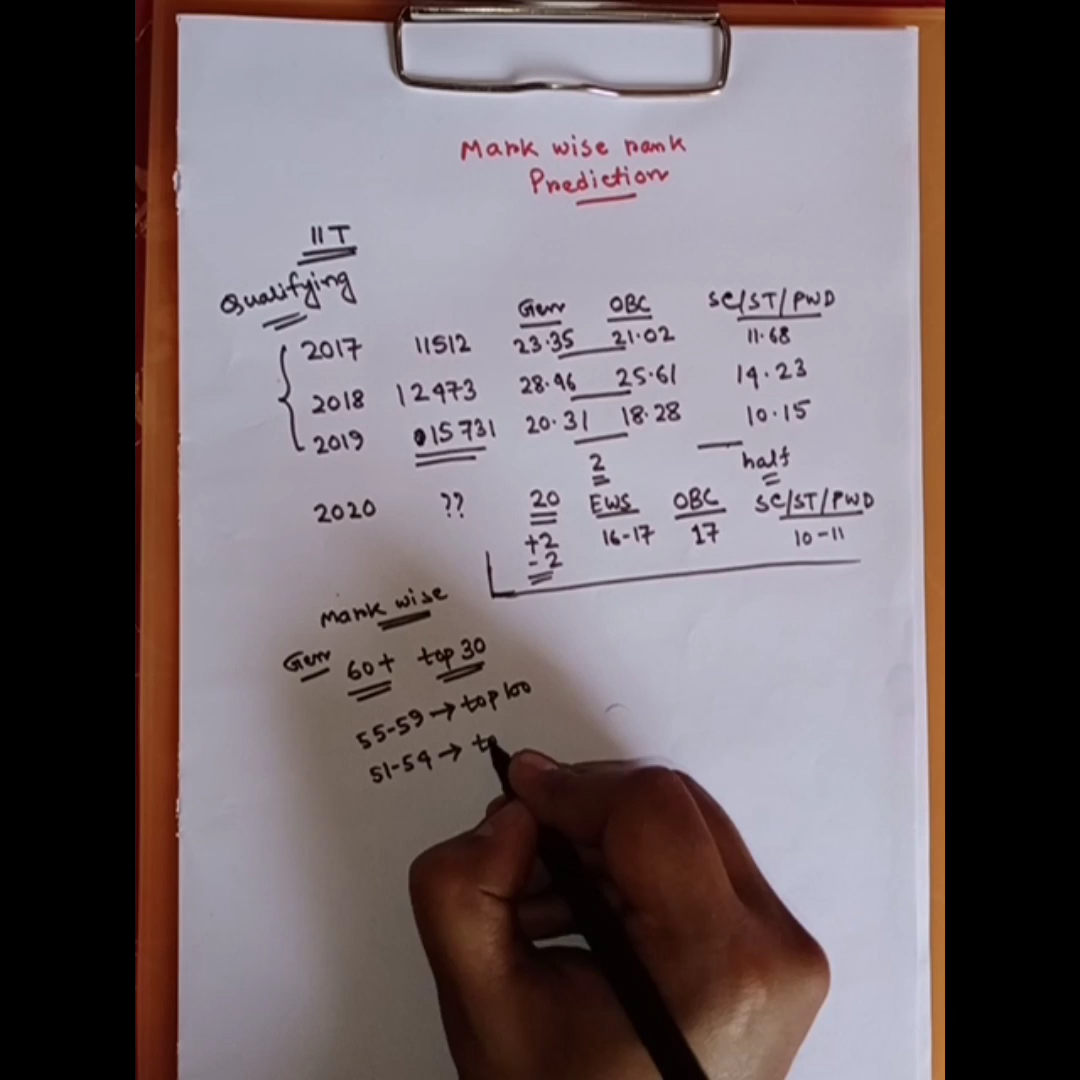 Mark wise rank
Prediction
IIT
Qualifying
Gen OBC SC/ST/PWD
2017 11512 23.35 21.02 11.68
2018 12473 28.46 25.61 14.23
2019 15731 20.31 18.28 10.15
2 half
2020 ?? 20 EWS OBC SC/ST/PWD
+2 16-17 17 10-11
-2
Mark wise
Gen 60+ top 30
55-59 → top 100
51-54 → to